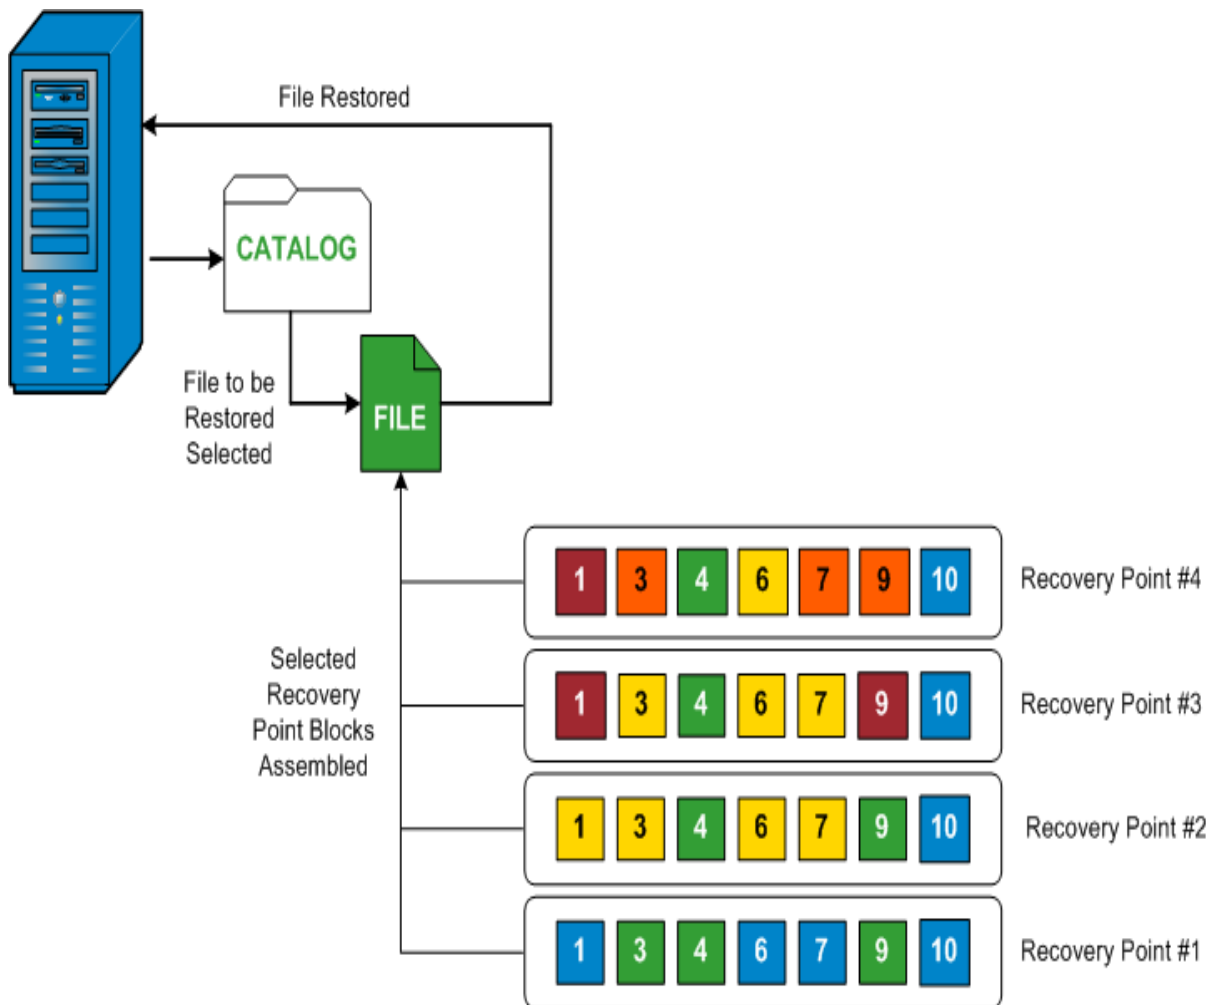 File Restored
CATALOG
File to be
Restored
Selected
FILE
1 3 4 6 7 9 10
Recovery Point #4
Selected
Recovery
Point Blocks
Assembled
1 3 4 6 7 9 10
Recovery Point #3
1 3 4 6 7 9 10
Recovery Point #2
1 3 4 6 7 9 10
Recovery Point #1